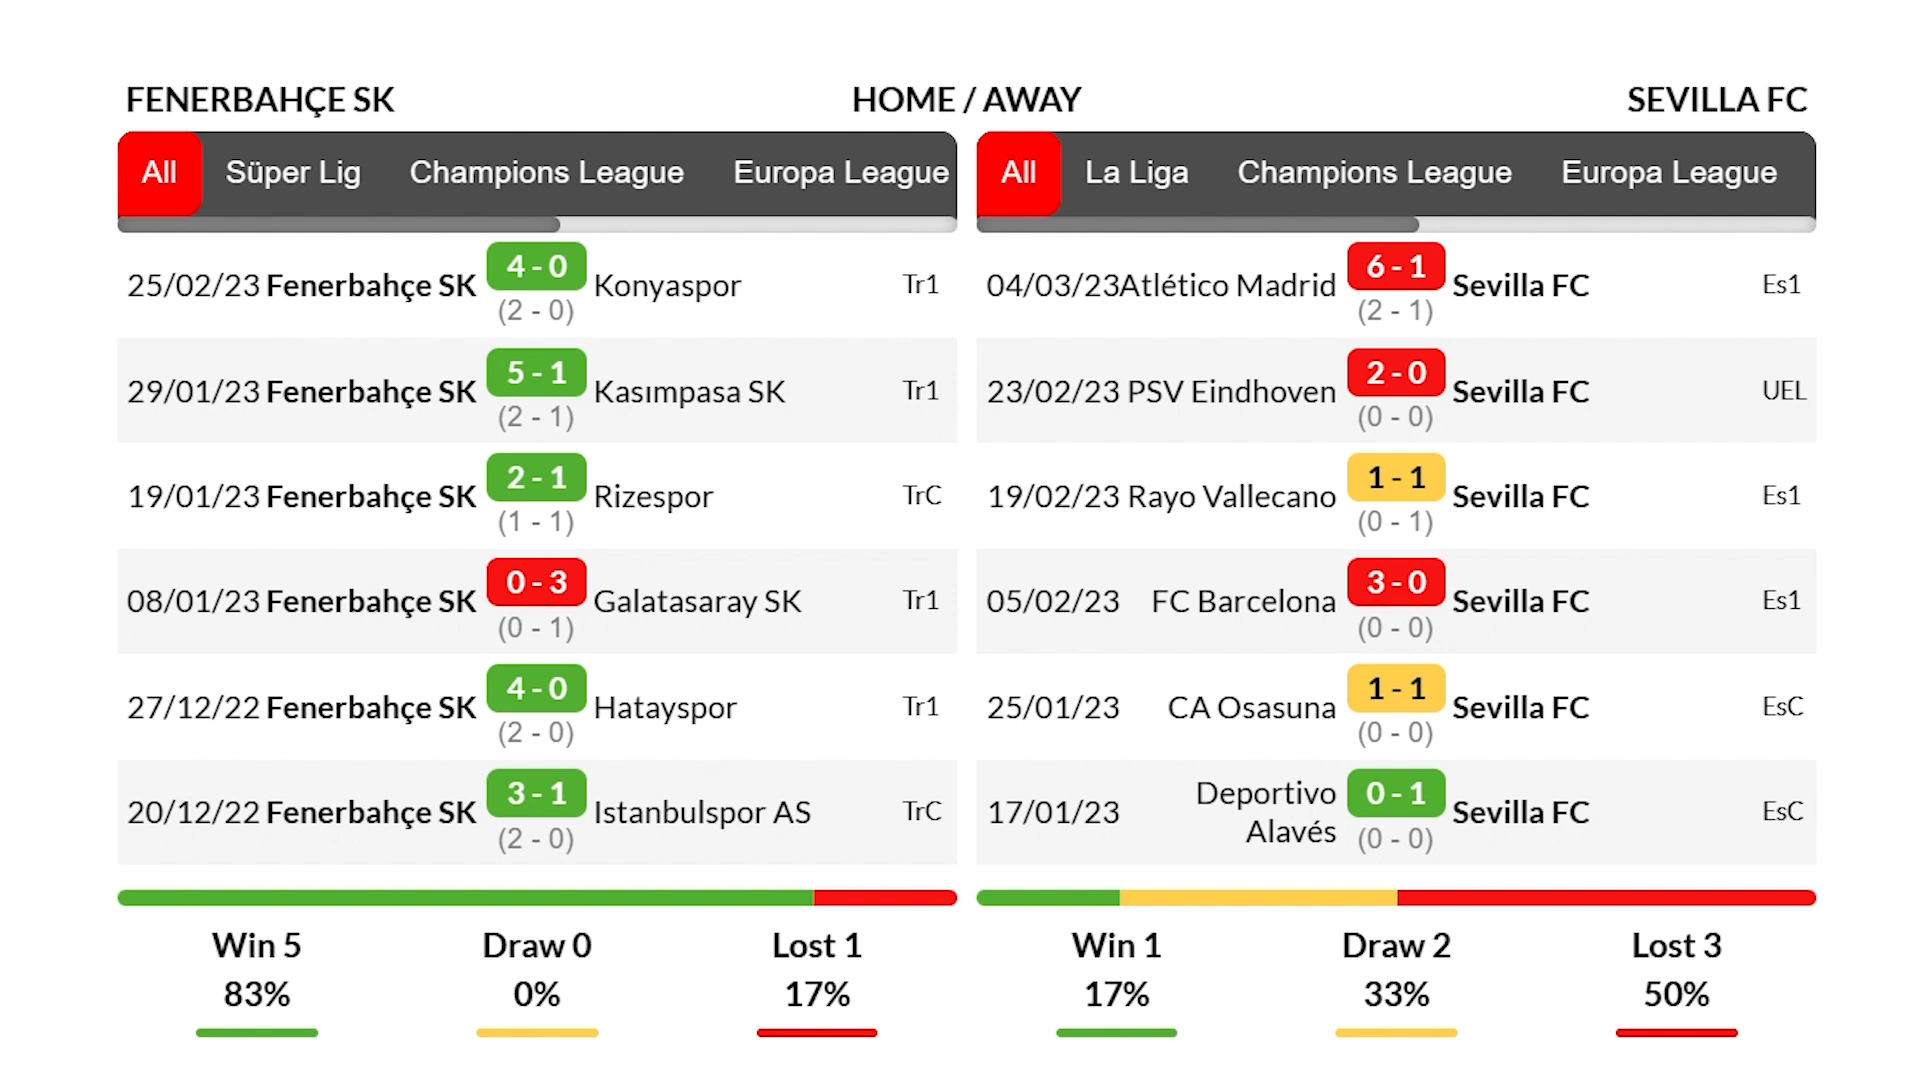 FENERBAHÇE SK HOME / AWAY SEVILLA FC
All Süper Lig Champions League Europa League
25/02/23 Fenerbahçe SK 4 - 0 Konyaspor Tr1
(2 - 0)
29/01/23 Fenerbahçe SK 5 - 1 Kasımpasa SK Tr1
(2 - 1)
19/01/23 Fenerbahçe SK 2 - 1 Rizespor TrC
(1 - 1)
08/01/23 Fenerbahçe SK 0 - 3 Galatasaray SK Tr1
(0 - 1)
27/12/22 Fenerbahçe SK 4 - 0 Hatayspor Tr1
(2 - 0)
20/12/22 Fenerbahçe SK 3 - 1 Istanbulspor AS TrC
(2 - 0)
Win 5 Draw 0 Lost 1
83% 0% 17%
All La Liga Champions League Europa League
04/03/23 Atlético Madrid 6 - 1 Sevilla FC Es1
(2 - 1)
23/02/23 PSV Eindhoven 2 - 0 Sevilla FC UEL
(0 - 0)
19/02/23 Rayo Vallecano 1 - 1 Sevilla FC Es1
(0 - 1)
05/02/23 FC Barcelona 3 - 0 Sevilla FC Es1
(0 - 0)
25/01/23 CA Osasuna 1 - 1 Sevilla FC EsC
(0 - 0)
17/01/23 Deportivo Alavés 0 - 1 Sevilla FC EsC
(0 - 0)
Win 1 Draw 2 Lost 3
17% 33% 50%